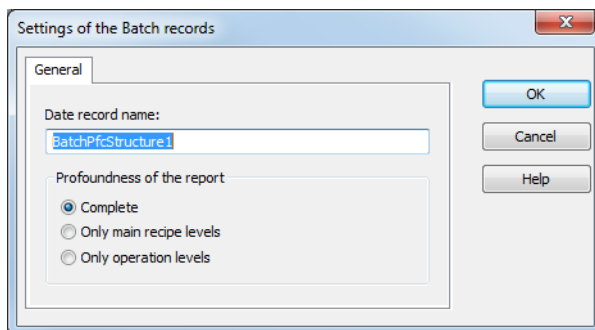 Settings of the Batch records
General
Date record name:
BatchPfcStructure1
Profoundness of the report
Complete
Only main recipe levels
Only operation levels
OK
Cancel
Help